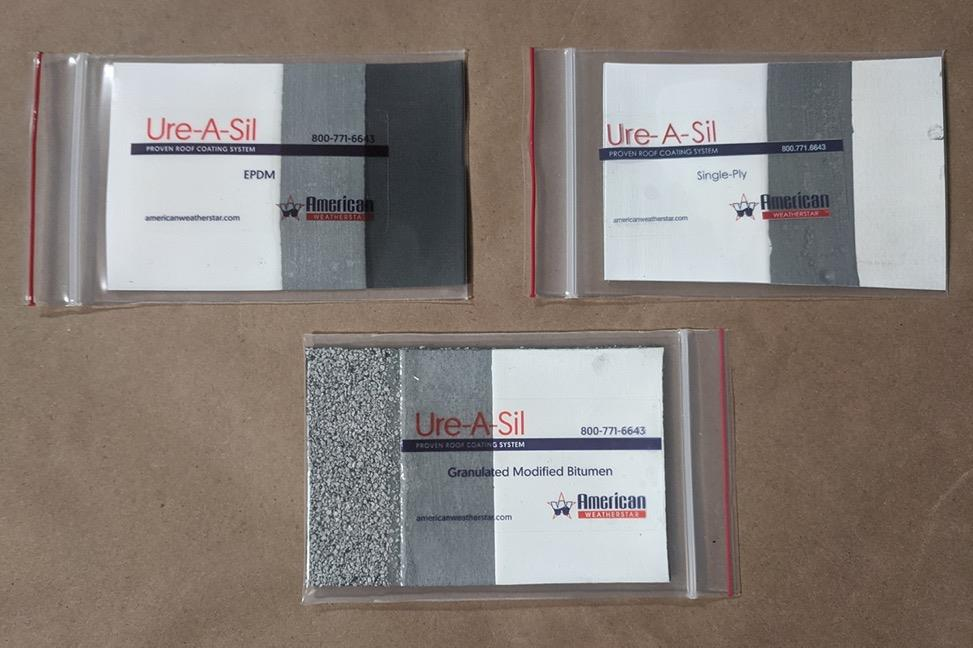 Ure-A-Sil
800-771-6643
PROVEN ROOF COATING SYSTEM
EPDM
American
WEATHERSTAR
americanweatherstar.com
Ure-A-Sil
PROVEN ROOF COATING SYSTEM
800.771.6643
Single-Ply
American
WEATHERSTAR
americanweatherstar.com
Ure-A-Sil
800-771-6643
PROVEN ROOF COATING SYSTEM
Granulated Modified Bitumen
American
WEATHERSTAR
americanweatherstar.com